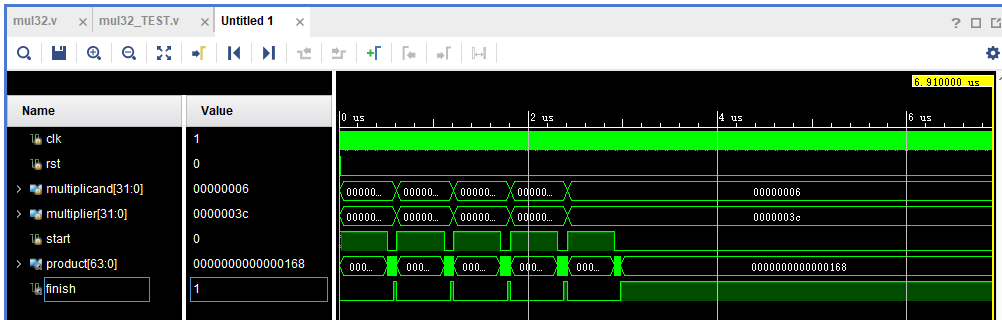 mul32.v mul32_TEST.v Untitled 1
6.910000 us
Name Value
0 us 2 us 4 us 6 us
clk 1
rst 0
multiplicand[31:0] 00000006 00000... 00000... 00000... 00000... 00000006
multiplier[31:0] 0000003c 00000... 00000... 00000... 00000... 0000003c
start 0
product[63:0] 0000000000000168 000... 000... 000... 000... 000... 0000000000000168
finish 1